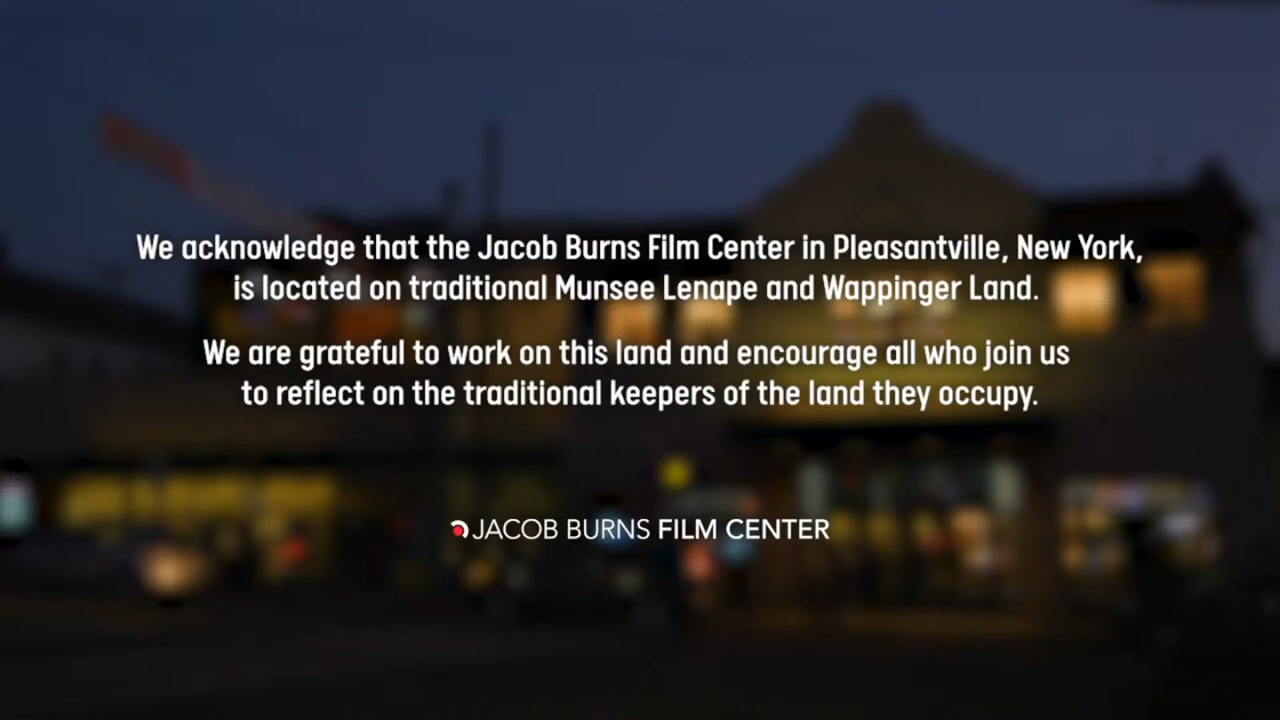 We acknowledge that the Jacob Burns Film Center in Pleasantville, New York,
is located on traditional Munsee Lenape and Wappinger Land.
We are grateful to work on this land and encourage all who join us
to reflect on the traditional keepers of the land they occupy.
JACOB BURNS FILM CENTER